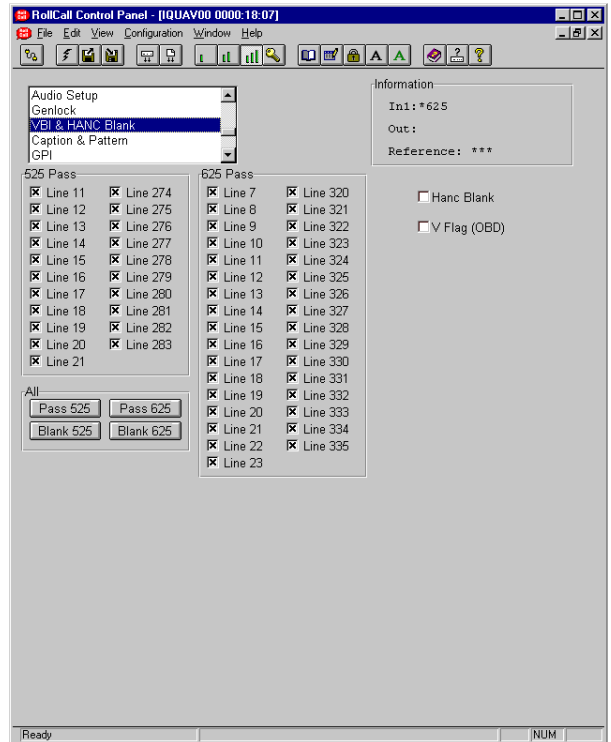 RollCall Control Panel - [IQUAV00 0000:18:07]
File Edit View Configuration Window Help
Audio Setup
Genlock
VBI & HANC Blank
Caption & Pattern
GPI
Information
In1:*625
Out:
Reference: ***
525 Pass
Line 11 Line 274
Line 12 Line 275
Line 13 Line 276
Line 14 Line 277
Line 15 Line 278
Line 16 Line 279
Line 17 Line 280
Line 18 Line 281
Line 19 Line 282
Line 20 Line 283
Line 21
625 Pass
Line 7 Line 320
Line 8 Line 321
Line 9 Line 322
Line 10 Line 323
Line 11 Line 324
Line 12 Line 325
Line 13 Line 326
Line 14 Line 327
Line 15 Line 328
Line 16 Line 329
Line 17 Line 330
Line 18 Line 331
Line 19 Line 332
Line 20 Line 333
Line 21 Line 334
Line 22 Line 335
Line 23
Hanc Blank
V Flag (OBD)
All
Pass 525 Pass 625
Blank 525 Blank 625
Ready NUM